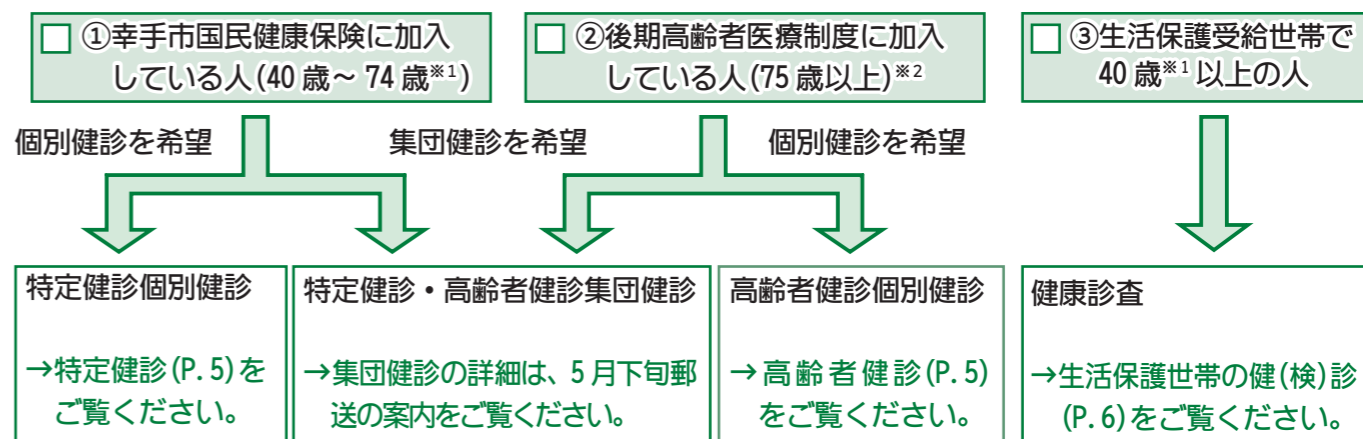 □ ①幸手市国民健康保険に加入
している人(40歳～74歳※1)
□ ②後期高齢者医療制度に加入
している人(75歳以上)※2
□ ③生活保護受給世帯で
40歳※1以上の人
個別健診を希望
集団健診を希望
個別健診を希望
特定健診個別健診
→特定健診(P.5)を
ご覧ください。
特定健診・高齢者健診集団健診
→集団健診の詳細は、5月下旬郵
送の案内をご覧ください。
高齢者健診個別健診
→高齢者健診(P.5)
をご覧ください。
健康診査
→生活保護世帯の健(検)診
(P.6)をご覧ください。